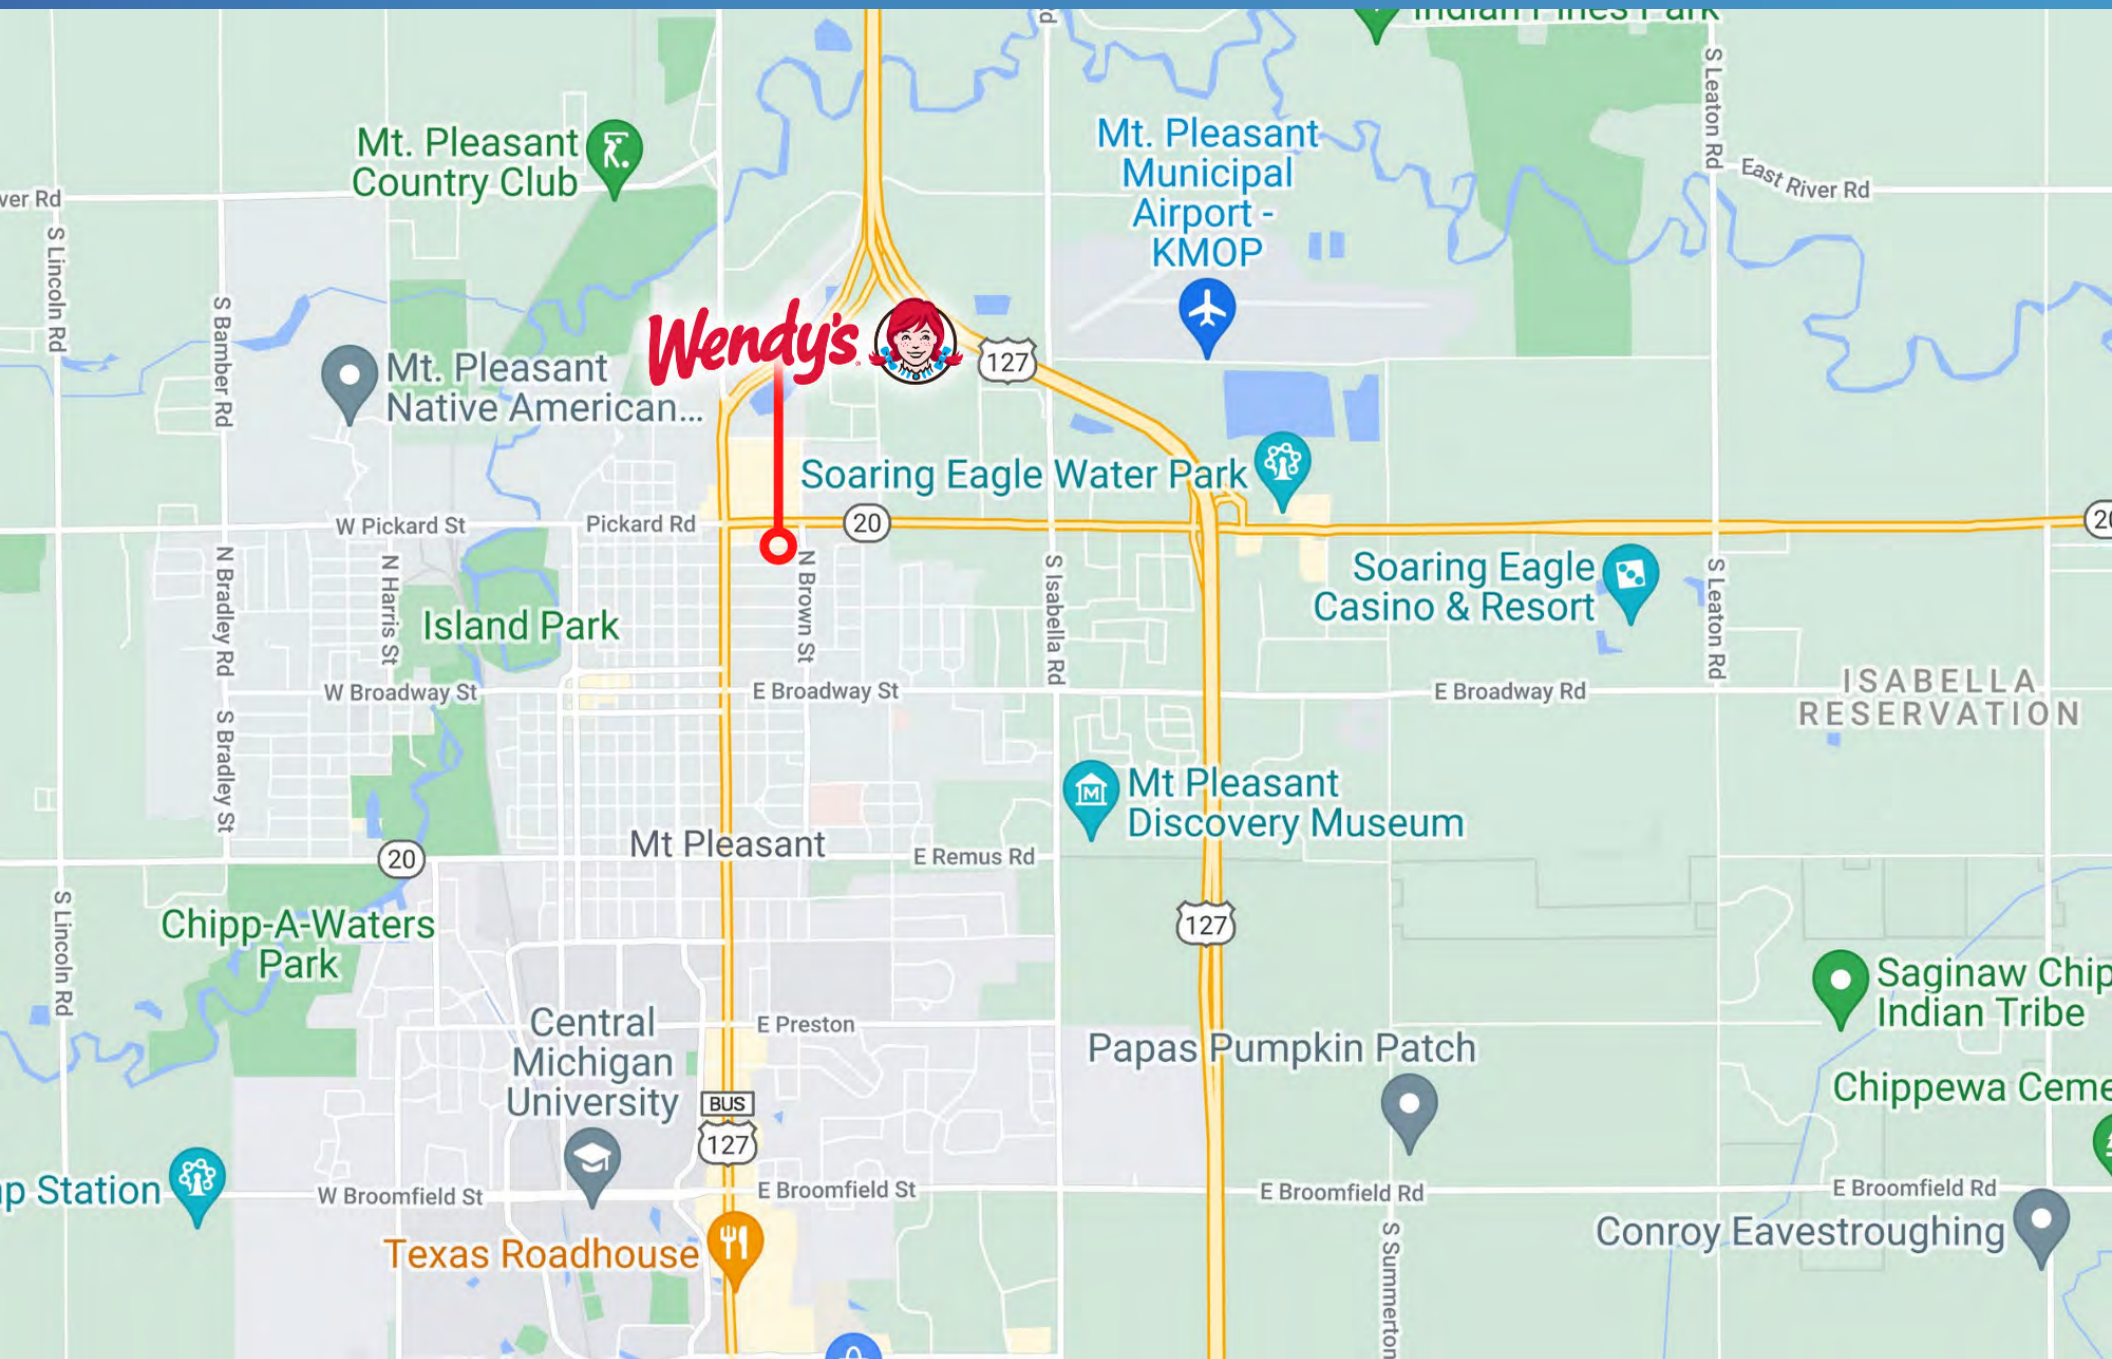 Indian Pines Park
Rd
S Leaton Rd
Mt. Pleasant
Country Club
Mt. Pleasant
Municipal
Airport -
KMOP
East River Rd
ver Rd
S Lincoln Rd
S Bamber Rd
Wendy's
127
Mt. Pleasant
Native American...
Soaring Eagle Water Park
W Pickard St
Pickard Rd
20
20
N Bradley Rd
N Harris St
N Brown St
S Isabella Rd
S Leaton Rd
Soaring Eagle
Casino & Resort
Island Park
W Broadway St
E Broadway St
E Broadway Rd
ISABELLA
RESERVATION
S Bradley St
Mt Pleasant
Discovery Museum
Mt Pleasant
E Remus Rd
20
S Lincoln Rd
Chipp-A-Waters
Park
127
Saginaw Chip
Indian Tribe
Central
Michigan
University
E Preston
Papas Pumpkin Patch
Chippewa Ceme
BUS
127
p Station
W Broomfield St
E Broomfield St
E Broomfield Rd
E Broomfield Rd
Conroy Eavestroughing
Texas Roadhouse
S Summerton